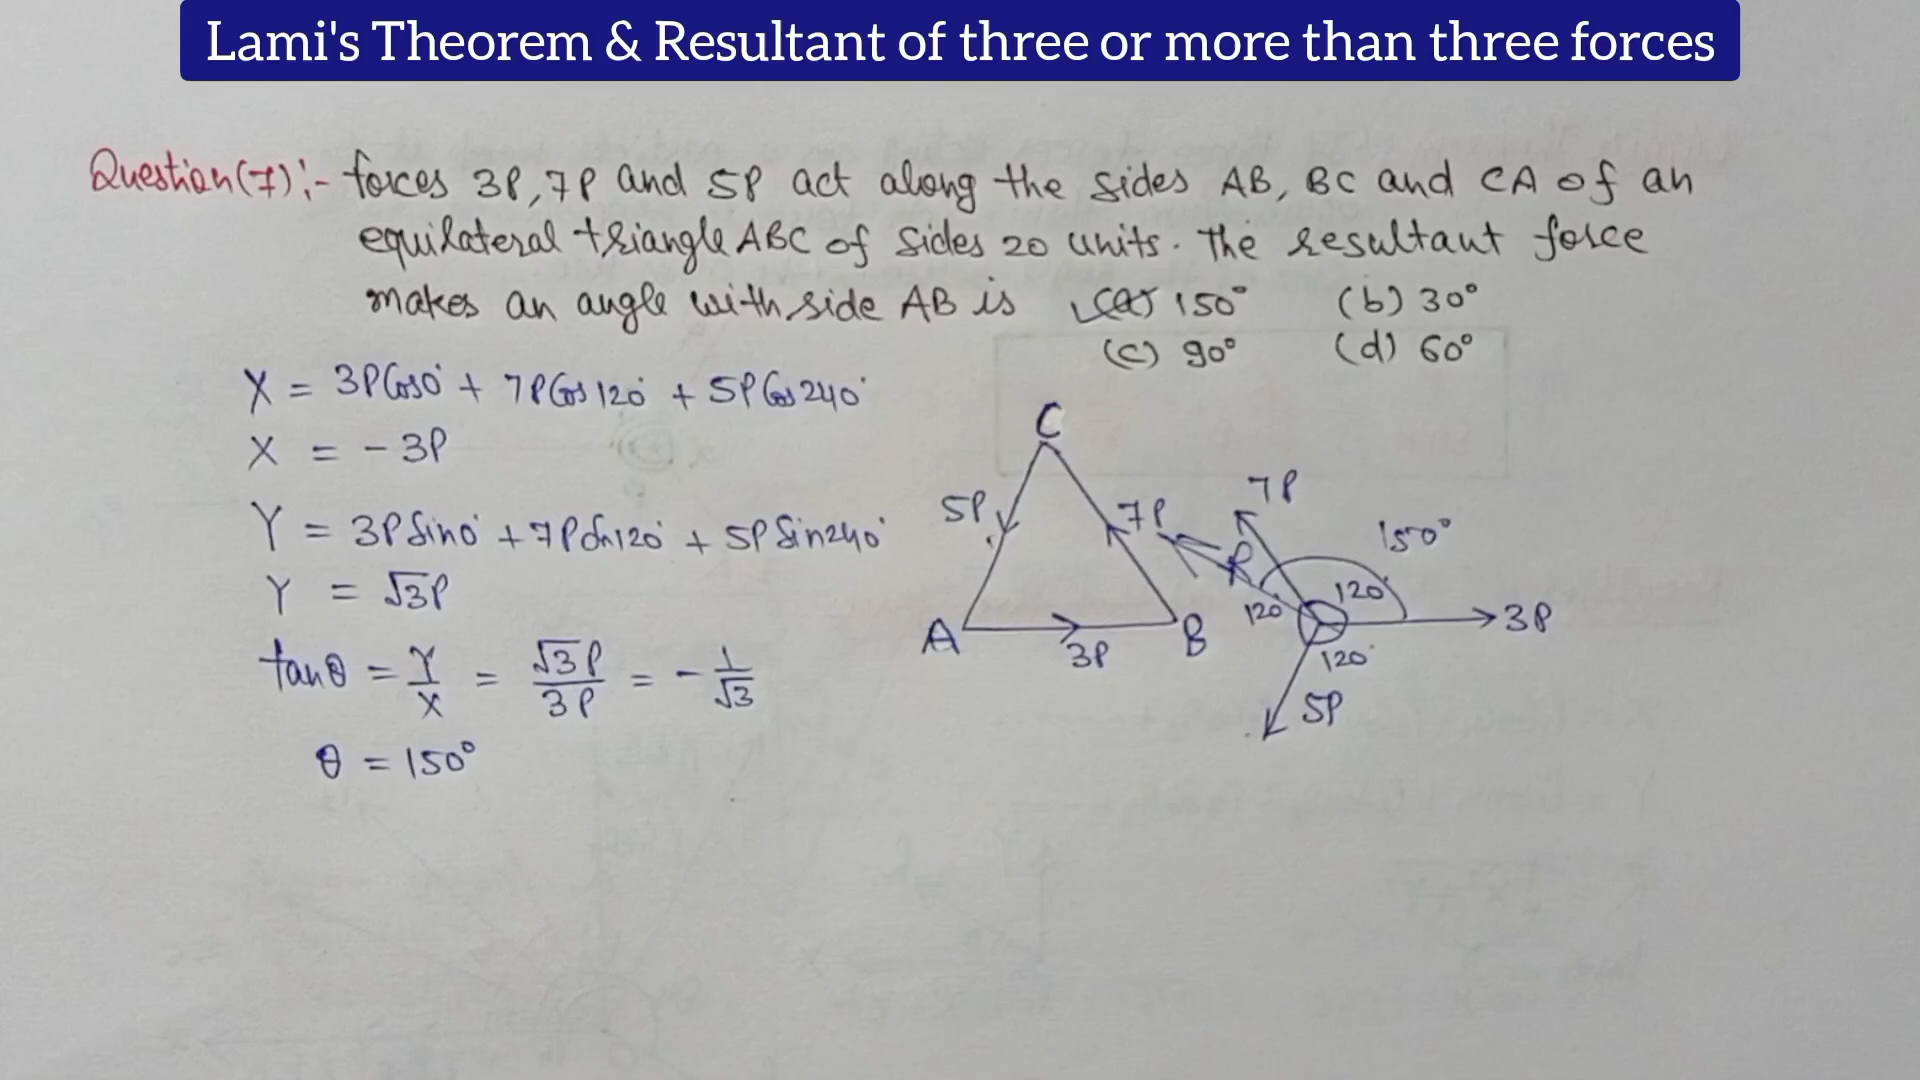 Lami's Theorem & Resultant of three or more than three forces
Question(7):- forces 3P, 7P and 5P act along the sides AB, BC and CA of an
equilateral triangle ABC of sides 20 units. The resultant force
makes an angle with side AB is (a) 150° (b) 30°
(c) 90° (d) 60°
X = 3P Cos0° + 7P Cos 120° + 5P Cos 240°
X = - 3P
Y = 3P Sin0° + 7P Sin120° + 5P Sin240°
Y = √3P
tanθ = Y/X = √3P/3P = - 1/√3
θ = 150°
C
5P
7P
A
3P
B
7P
150°
R
120°
120°
3P
120°
5P